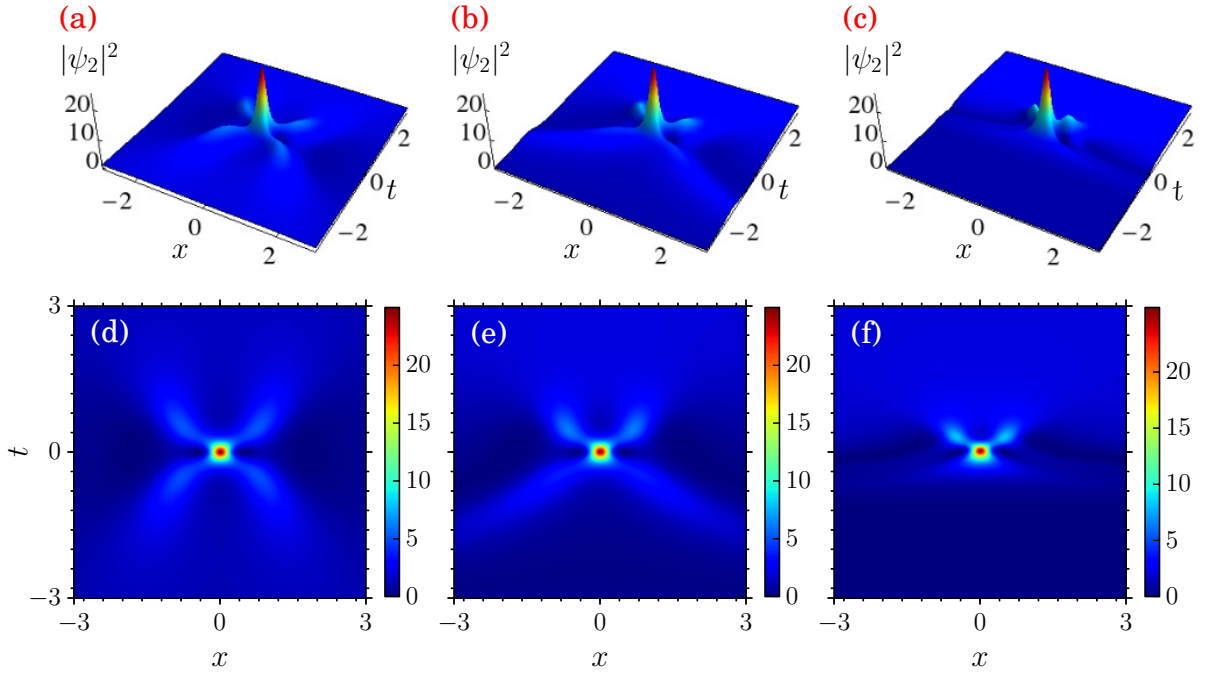 (a) (b) (c)
|ψ₂|² |ψ₂|² |ψ₂|²
20 20 20
10 10 10
0 0 0
2 2 2
0 t 0 t 0 t
−2 −2 −2
−2 −2 −2
0 0 0
2 2 2
x x x
(d) (e) (f)
3
t 0
−3
20 20 20
15 15 15
10 10 10
5 5 5
0 0 0
−3 0 3 −3 0 3 −3 0 3
x x x